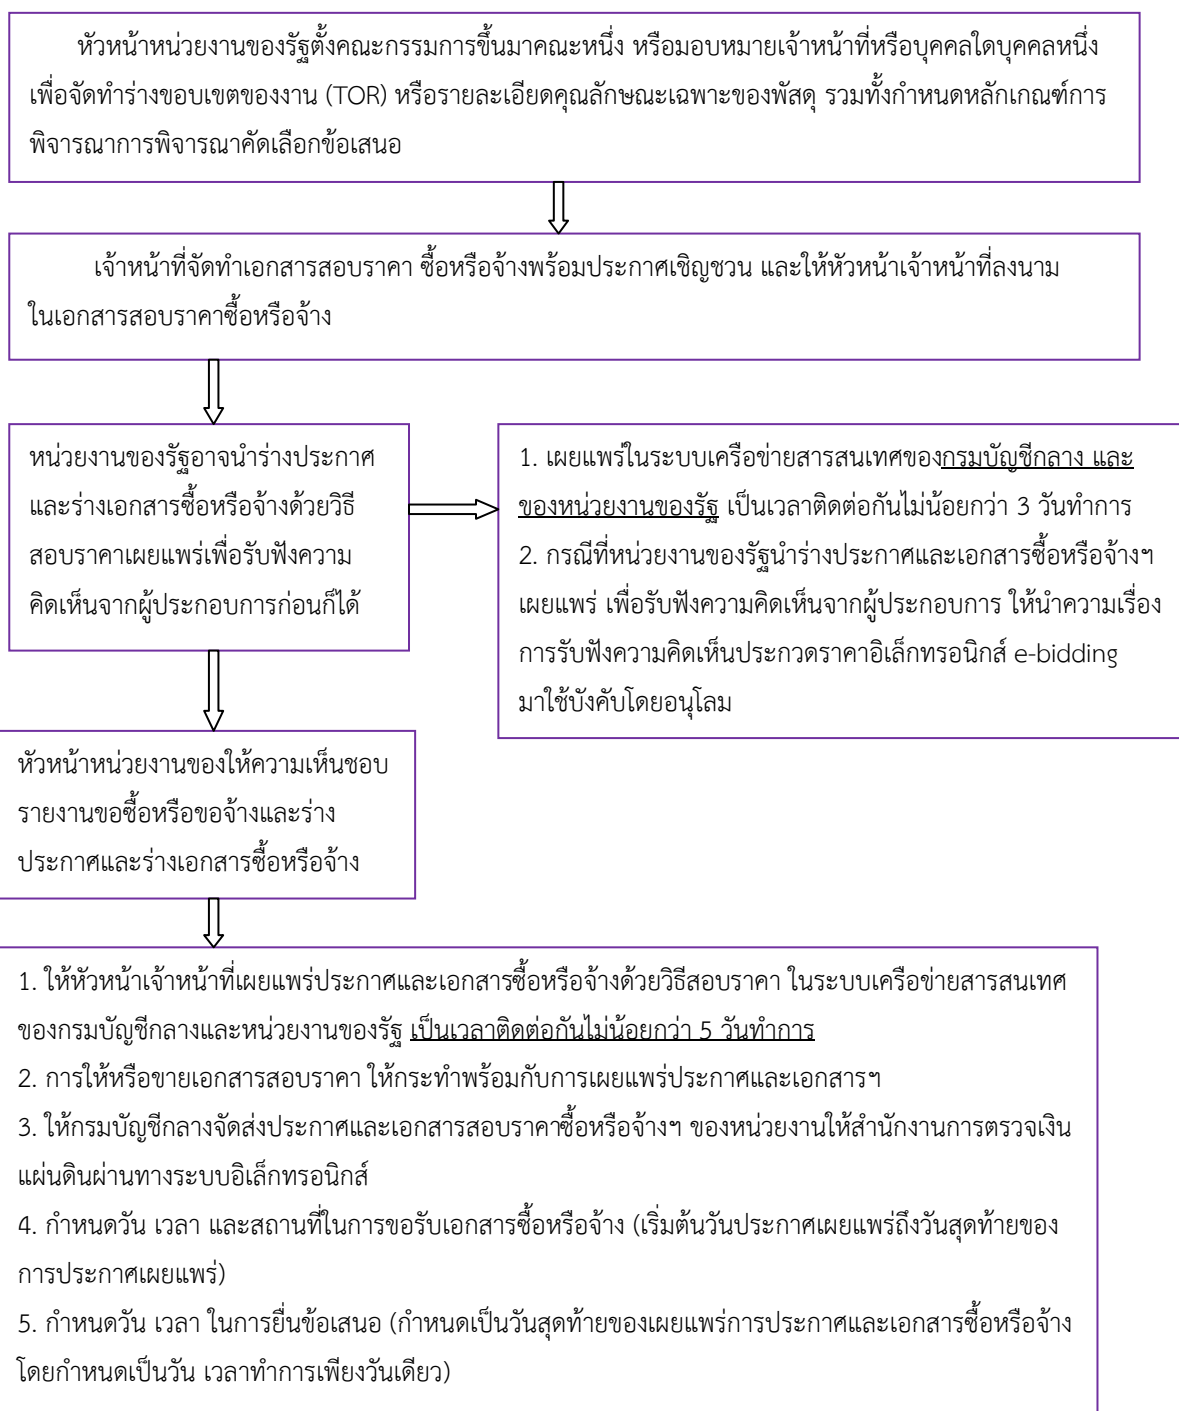 หัวหน้าหน่วยงานของรัฐตั้งคณะกรรมการขึ้นมาคณะหนึ่ง หรือมอบหมายเจ้าหน้าที่หรือบุคคลใดบุคคลหนึ่ง
เพื่อจัดทำร่างขอบเขตของงาน (TOR) หรือรายละเอียดคุณลักษณะเฉพาะของพัสดุ รวมทั้งกำหนดหลักเกณฑ์การ
พิจารณาการพิจารณาคัดเลือกข้อเสนอ
เจ้าหน้าที่จัดทำเอกสารสอบราคา ซื้อหรือจ้างพร้อมประกาศเชิญชวน และให้หัวหน้าเจ้าหน้าที่ลงนาม
ในเอกสารสอบราคาซื้อหรือจ้าง
หน่วยงานของรัฐอาจนำร่างประกาศ
และร่างเอกสารซื้อหรือจ้างด้วยวิธี
สอบราคาเผยแพร่เพื่อรับฟังความ
คิดเห็นจากผู้ประกอบการก่อนก็ได้
1. เผยแพร่ในระบบเครือข่ายสารสนเทศของกรมบัญชีกลาง และ
ของหน่วยงานของรัฐ เป็นเวลาติดต่อกันไม่น้อยกว่า 3 วันทำการ
2. กรณีที่หน่วยงานของรัฐนำร่างประกาศและเอกสารซื้อหรือจ้างฯ
เผยแพร่ เพื่อรับฟังความคิดเห็นจากผู้ประกอบการ ให้นำความเรื่อง
การรับฟังความคิดเห็นประกวดราคาอิเล็กทรอนิกส์ e-bidding
มาใช้บังคับโดยอนุโลม
หัวหน้าหน่วยงานของให้ความเห็นชอบ
รายงานขอซื้อหรือขอจ้างและร่าง
ประกาศและร่างเอกสารซื้อหรือจ้าง
1. ให้หัวหน้าเจ้าหน้าที่เผยแพร่ประกาศและเอกสารซื้อหรือจ้างด้วยวิธีสอบราคา ในระบบเครือข่ายสารสนเทศ
ของกรมบัญชีกลางและหน่วยงานของรัฐ เป็นเวลาติดต่อกันไม่น้อยกว่า 5 วันทำการ
2. การให้หรือขายเอกสารสอบราคา ให้กระทำพร้อมกับการเผยแพร่ประกาศและเอกสารฯ
3. ให้กรมบัญชีกลางจัดส่งประกาศและเอกสารสอบราคาซื้อหรือจ้างฯ ของหน่วยงานให้สำนักงานการตรวจเงิน
แผ่นดินผ่านทางระบบอิเล็กทรอนิกส์
4. กำหนดวัน เวลา และสถานที่ในการขอรับเอกสารซื้อหรือจ้าง (เริ่มต้นวันประกาศเผยแพร่ถึงวันสุดท้ายของ
การประกาศเผยแพร่)
5. กำหนดวัน เวลา ในการยื่นข้อเสนอ (กำหนดเป็นวันสุดท้ายของเผยแพร่การประกาศและเอกสารซื้อหรือจ้าง
โดยกำหนดเป็นวัน เวลาทำการเพียงวันเดียว)